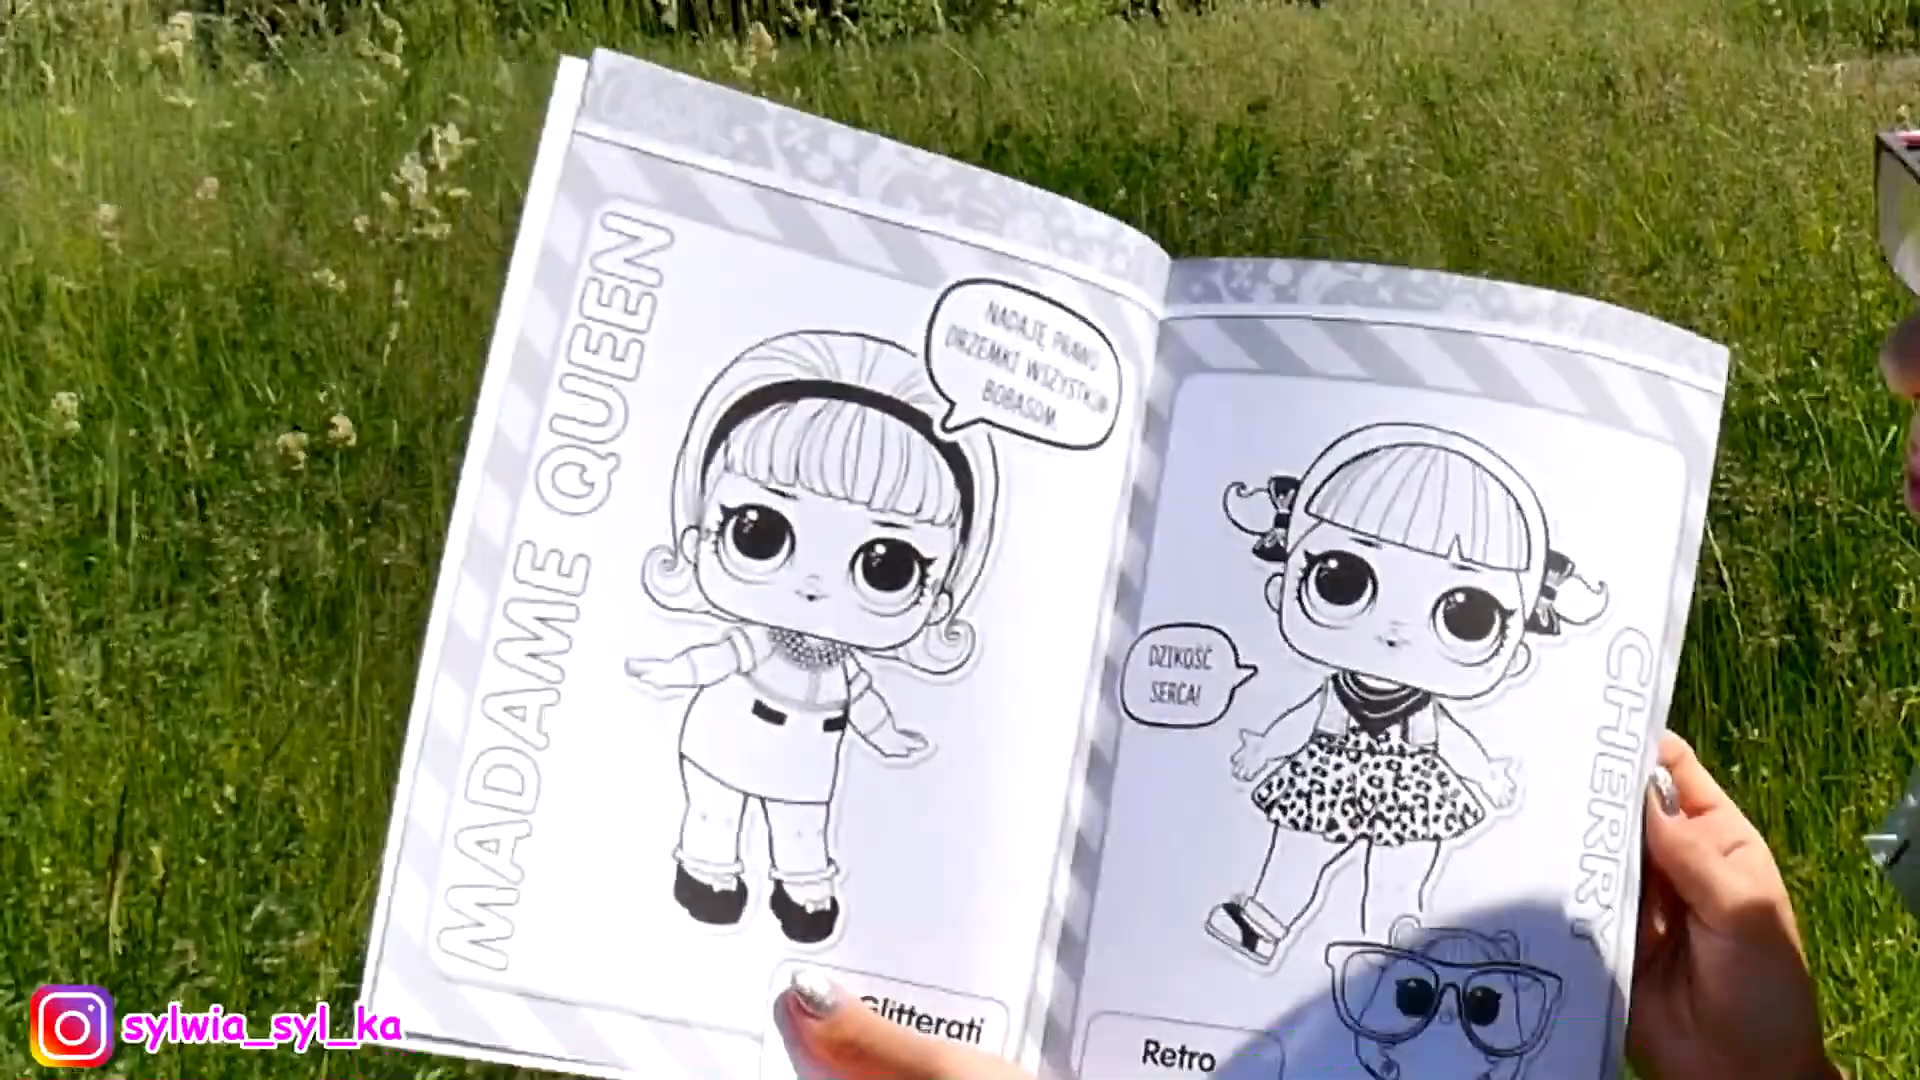 MADAME QUEEN
NADAJĘ PRAWO
DRZEMKI WSZYSTKIM
BOBASOM.
DZIKOŚĆ
SERCA!
CHERRY
Glitterati
Retro
sylwia_syl_ka